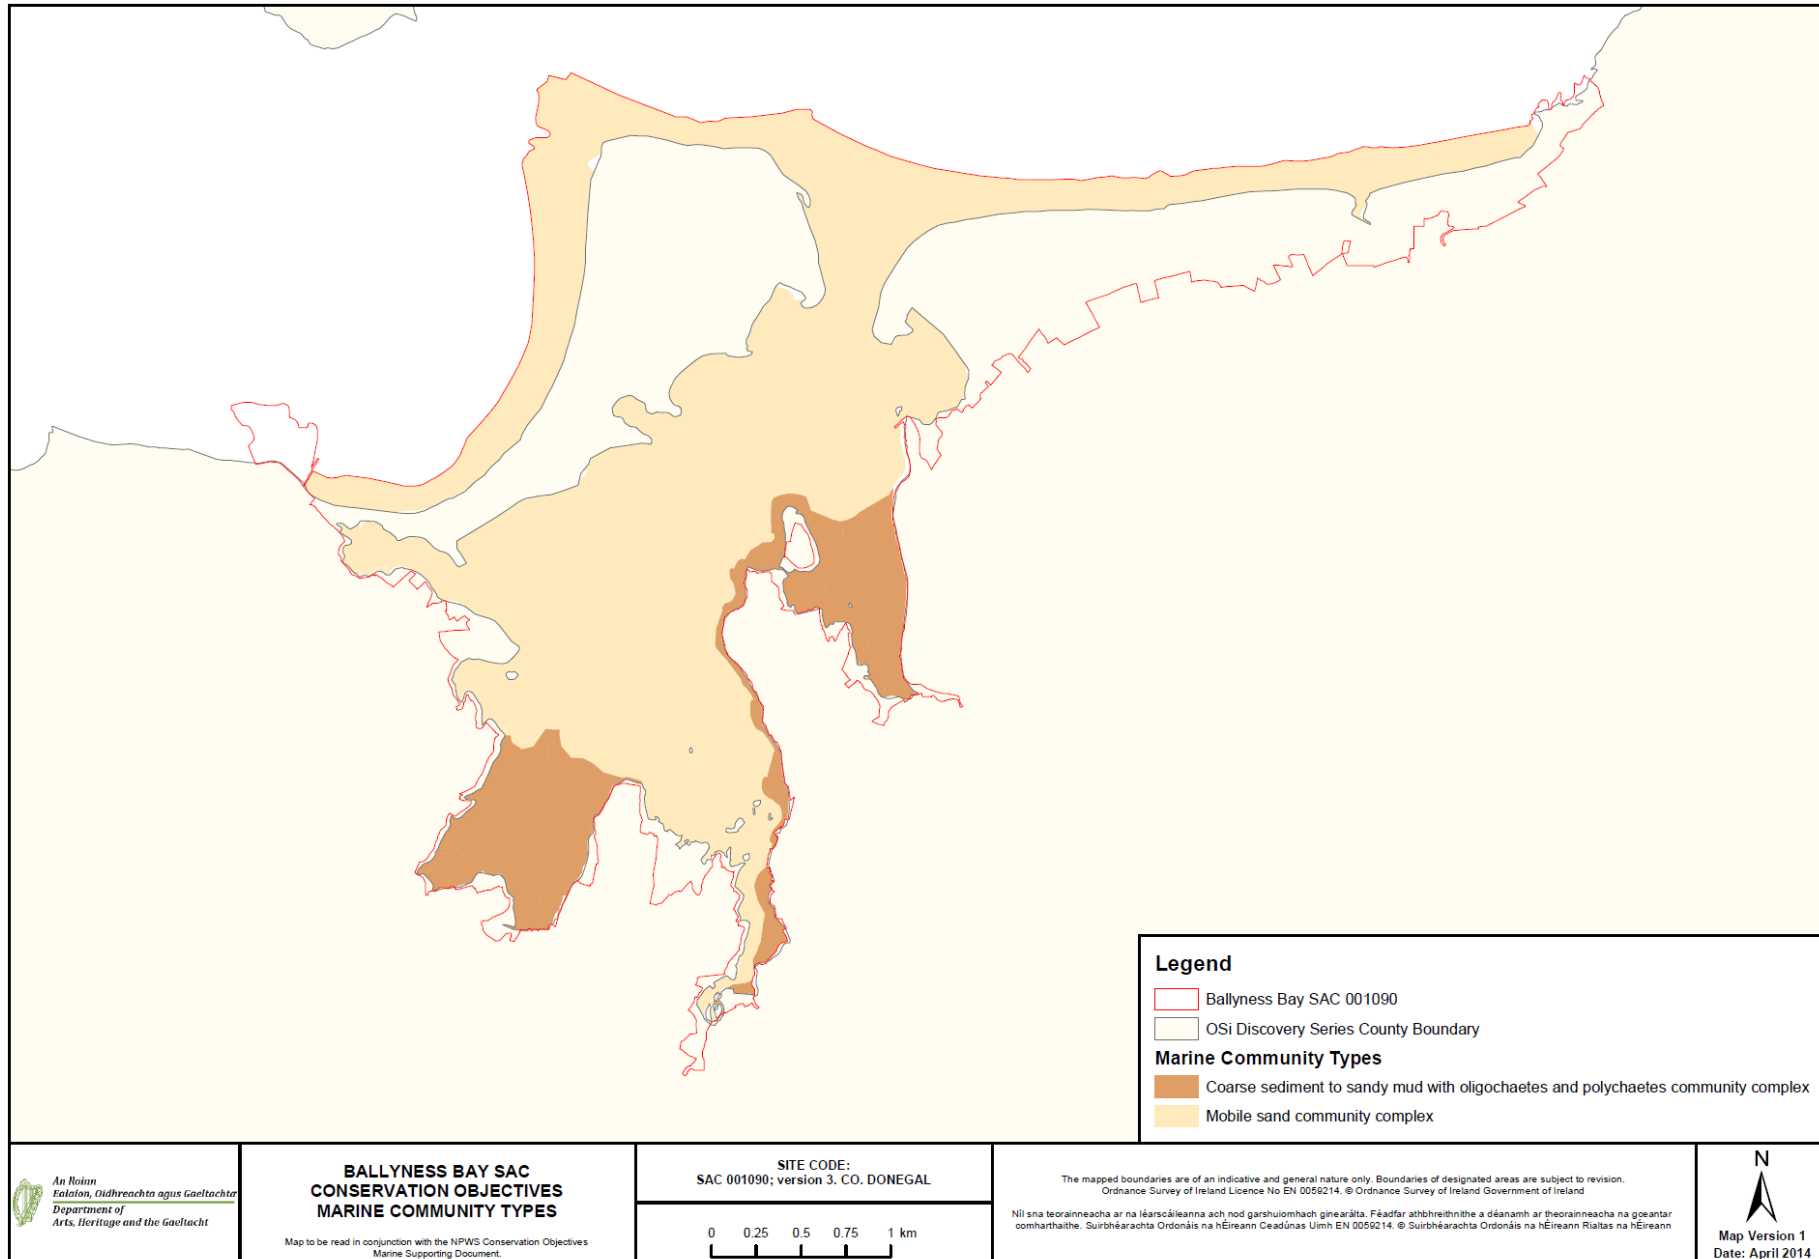 Legend
Ballyness Bay SAC 001090
OSi Discovery Series County Boundary
Marine Community Types
Coarse sediment to sandy mud with oligochaetes and polychaetes community complex
Mobile sand community complex
An Roinn
Ealaíon, Oidhreachta agus Gaeltachta
Department of
Arts, Heritage and the Gaeltacht
BALLYNESS BAY SAC
CONSERVATION OBJECTIVES
MARINE COMMUNITY TYPES
Map to be read in conjunction with the NPWS Conservation Objectives
Marine Supporting Document.
SITE CODE:
SAC 001090; version 3. CO. DONEGAL
0 0.25 0.5 0.75 1 km
The mapped boundaries are of an indicative and general nature only. Boundaries of designated areas are subject to revision.
Ordnance Survey of Ireland Licence No EN 0059214. © Ordnance Survey of Ireland Government of Ireland
Níl sna teorainneacha ar na léarscáileanna ach nod garshuiomhach ginearálta. Féadfar athbhreithnithe a déanamh ar theorainneacha na gceantar
comharthaithe. Suirbhéarachta Ordonáis na hÉireann Ceadúnas Uimh EN 0059214. © Suirbhéarachta Ordonáis na hÉireann Rialtas na hÉireann
N
Map Version 1
Date: April 2014